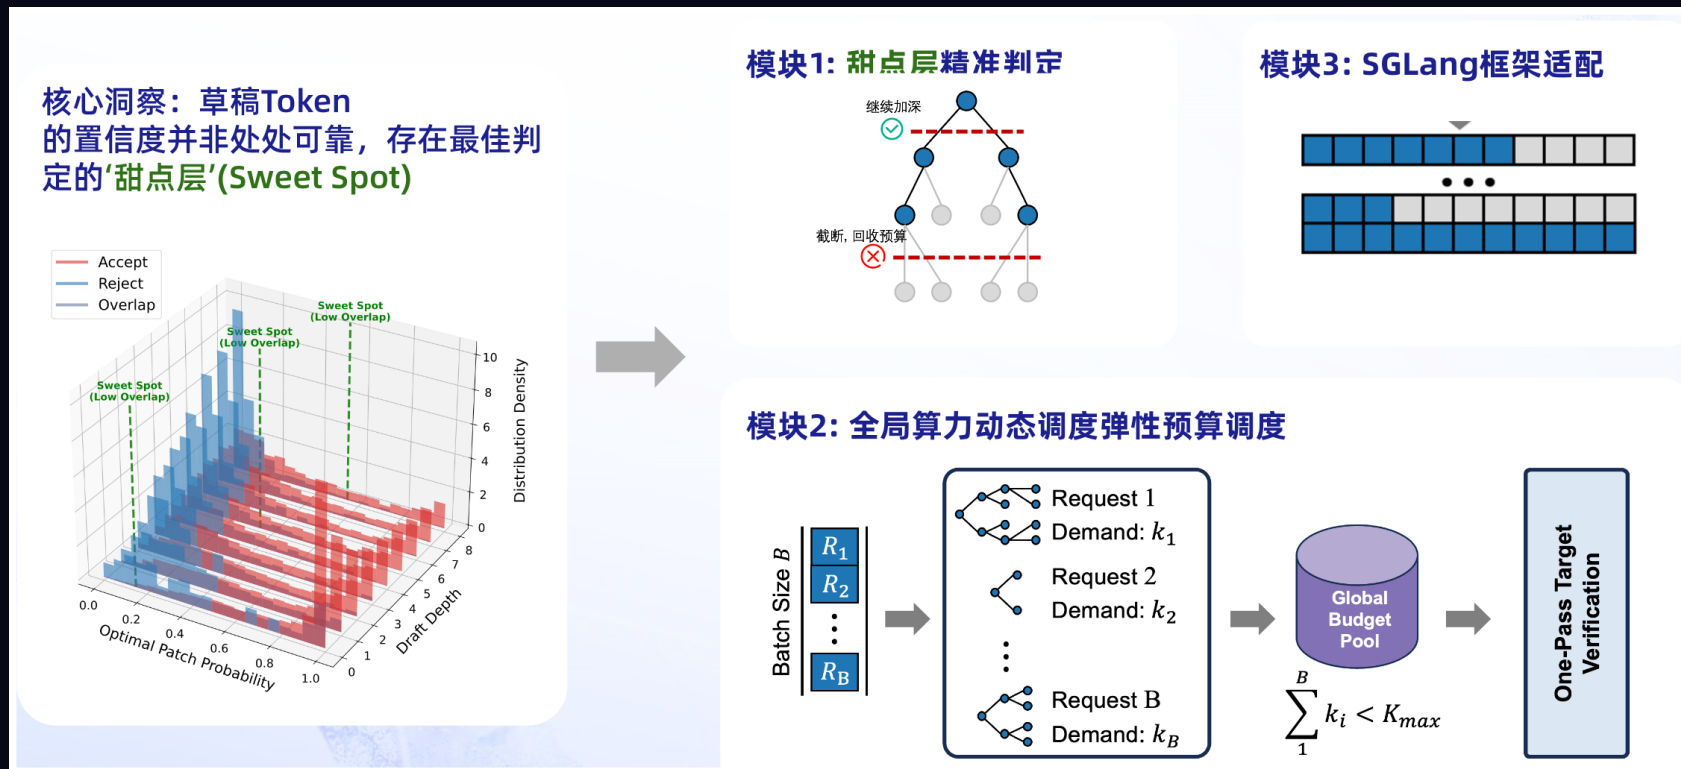 核心洞察：草稿Token
的置信度并非处处可靠，存在最佳判
定的‘甜点层’(Sweet Spot)
Accept
Reject
Overlap
Sweet Spot
(Low Overlap)
Sweet Spot
(Low Overlap)
Sweet Spot
(Low Overlap)
10
8
6
4
2
0
Distribution Density
0.0
0.2
0.4
0.6
0.8
1.0
Optimal Patch Probability
0
1
2
3
4
5
6
7
8
Draft Depth
模块1: 甜点层精准判定
继续加深
截断, 回收预算
模块3: SGLang框架适配
模块2: 全局算力动态调度弹性预算调度
Batch Size B
R₁
R₂
⋮
R_B
Request 1
Demand: k₁
Request 2
Demand: k₂
⋮
Request B
Demand: k_B
Global
Budget
Pool
B
∑ kᵢ < K_max
1
One-Pass Target
Verification